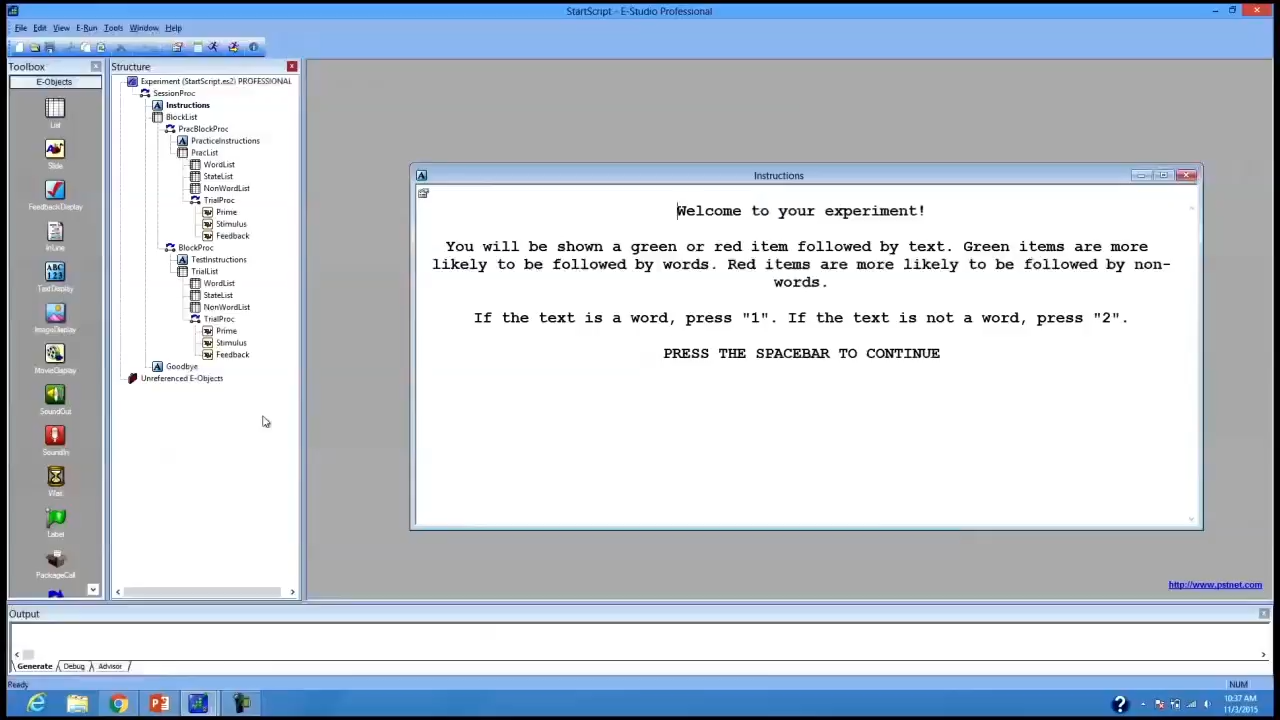 StartScript - E-Studio Professional
File Edit View E-Run Tools Window Help
Toolbox
E-Objects
List
Slide
FeedbackDisplay
InLine
TextDisplay
ImageDisplay
MovieDisplay
SoundOut
SoundIn
Wait
Label
PackageCall
Structure
Experiment (StartScript.es2) PROFESSIONAL
SessionProc
Instructions
BlockList
PracBlockProc
PracticeInstructions
PracList
WordList
StateList
NonWordList
TrialProc
Prime
Stimulus
Feedback
BlockProc
TestInstructions
TrialList
WordList
StateList
NonWordList
TrialProc
Prime
Stimulus
Feedback
Goodbye
Unreferenced E-Objects
Instructions
Welcome to your experiment!
You will be shown a green or red item followed by text. Green items are more
likely to be followed by words. Red items are more likely to be followed by non-
words.
If the text is a word, press "1". If the text is not a word, press "2".
PRESS THE SPACEBAR TO CONTINUE
http://www.pstnet.com
Output
Generate Debug Advisor
Ready
NUM
10:37 AM
11/3/2015